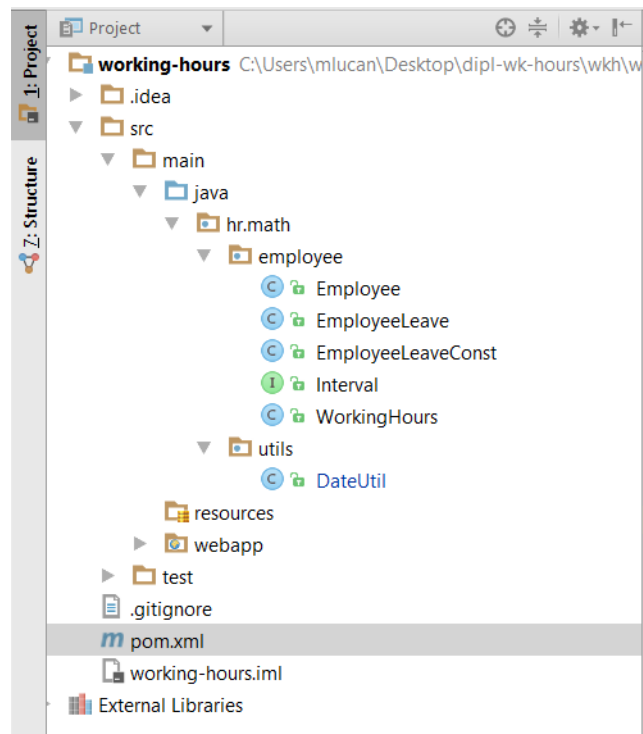 1: Project
7: Structure
Project
working-hours C:\Users\mlucan\Desktop\dipl-wk-hours\wkh\w
.idea
src
main
java
hr.math
employee
Employee
EmployeeLeave
EmployeeLeaveConst
Interval
WorkingHours
utils
DateUtil
resources
webapp
test
.gitignore
pom.xml
working-hours.iml
External Libraries